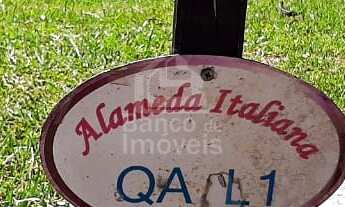 Alameda Italiana
Banco de
Imóveis
QA L1